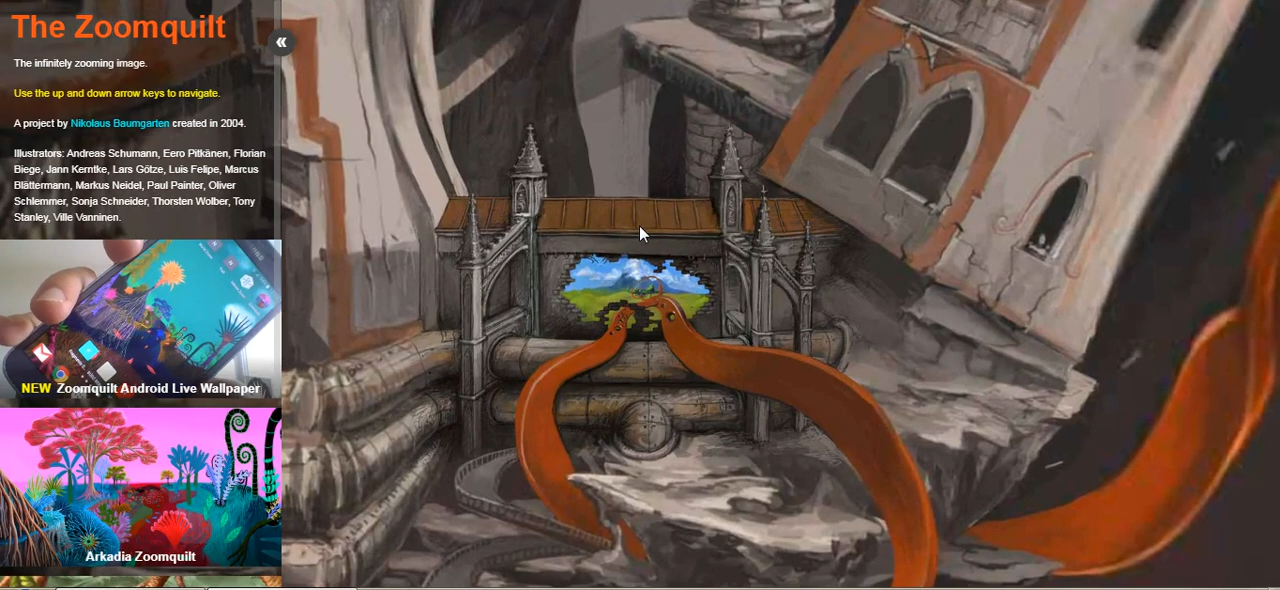 The Zoomquilt
«
The infinitely zooming image.
Use the up and down arrow keys to navigate.
A project by Nikolaus Baumgarten created in 2004.
Illustrators: Andreas Schumann, Eero Pitkänen, Florian
Biege, Jann Kerntke, Lars Götze, Luis Felipe, Marcus
Blättermann, Markus Neidel, Paul Painter, Oliver
Schlemmer, Sonja Schneider, Thorsten Wolber, Tony
Stanley, Ville Vanninen.
NEW Zoomquilt Android Live Wallpaper
Arkadia Zoomquilt